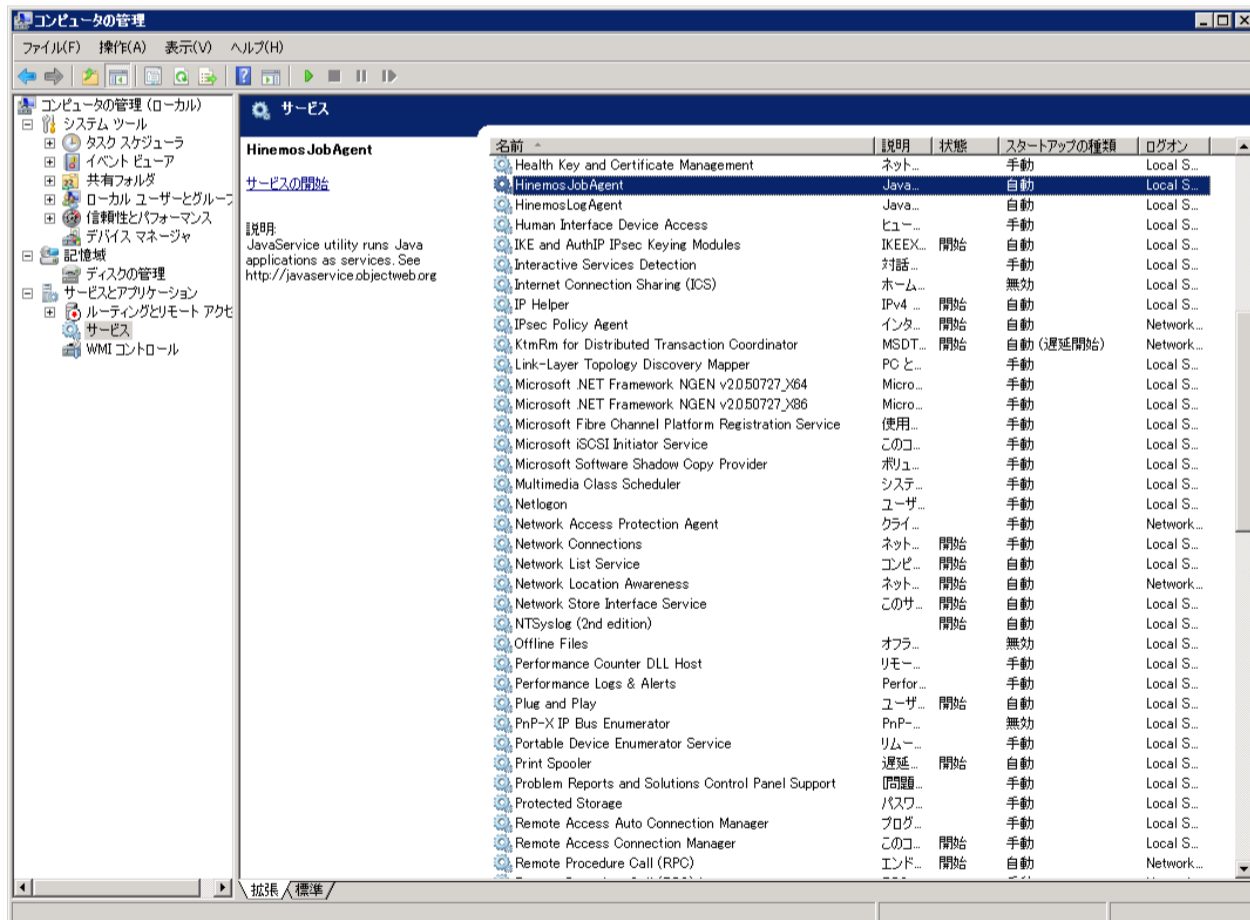 コンピュータの管理
ファイル(F) 操作(A) 表示(V) ヘルプ(H)
コンピュータの管理 (ローカル)
システム ツール
タスク スケジューラ
イベント ビューア
共有フォルダ
ローカル ユーザーとグルーフ
信頼性とパフォーマンス
デバイス マネージャ
記憶域
ディスクの管理
サービスとアプリケーション
ルーティングとリモート アクセ
サービス
WMI コントロール
サービス
Hinemos JobAgent
サービスの開始
説明:
JavaService utility runs Java
applications as services. See
http://javaservice.objectweb.org
名前 説明 状態 スタートアップの種類 ログオン
Health Key and Certificate Management ネット... 手動 Local S...
HinemosJobAgent Java... 自動 Local S...
HinemosLogAgent Java... 自動 Local S...
Human Interface Device Access ヒュー... 手動 Local S...
IKE and AuthIP IPsec Keying Modules IKEEX... 開始 自動 Local S...
Interactive Services Detection 対話... 手動 Local S...
Internet Connection Sharing (ICS) ホーム... 無効 Local S...
IP Helper IPv4 ... 開始 自動 Local S...
IPsec Policy Agent インタ... 開始 自動 Network...
KtmRm for Distributed Transaction Coordinator MSDT... 開始 自動 (遅延開始) Network...
Link-Layer Topology Discovery Mapper PC と... 手動 Local S...
Microsoft .NET Framework NGEN v2.0.50727_X64 Micro... 手動 Local S...
Microsoft .NET Framework NGEN v2.0.50727_X86 Micro... 手動 Local S...
Microsoft Fibre Channel Platform Registration Service 使用... 手動 Local S...
Microsoft iSCSI Initiator Service このコ... 手動 Local S...
Microsoft Software Shadow Copy Provider ボリュ... 手動 Local S...
Multimedia Class Scheduler システ... 手動 Local S...
Netlogon ユーザ... 手動 Local S...
Network Access Protection Agent クライ... 手動 Network...
Network Connections ネット... 開始 手動 Local S...
Network List Service コンピ... 開始 自動 Local S...
Network Location Awareness ネット... 開始 自動 Network...
Network Store Interface Service このサ... 開始 自動 Local S...
NTSyslog (2nd edition) 開始 自動 Local S...
Offline Files オフラ... 無効 Local S...
Performance Counter DLL Host リモー... 手動 Local S...
Performance Logs & Alerts Perfor... 手動 Local S...
Plug and Play ユーザ... 開始 自動 Local S...
PnP-X IP Bus Enumerator PnP-... 無効 Local S...
Portable Device Enumerator Service リムー... 手動 Local S...
Print Spooler 遅延... 開始 自動 Local S...
Problem Reports and Solutions Control Panel Support 問題... 手動 Local S...
Protected Storage パスワ... 手動 Local S...
Remote Access Auto Connection Manager プログ... 手動 Local S...
Remote Access Connection Manager このコ... 開始 手動 Local S...
Remote Procedure Call (RPC) エンド... 開始 自動 Network...
拡張 標準